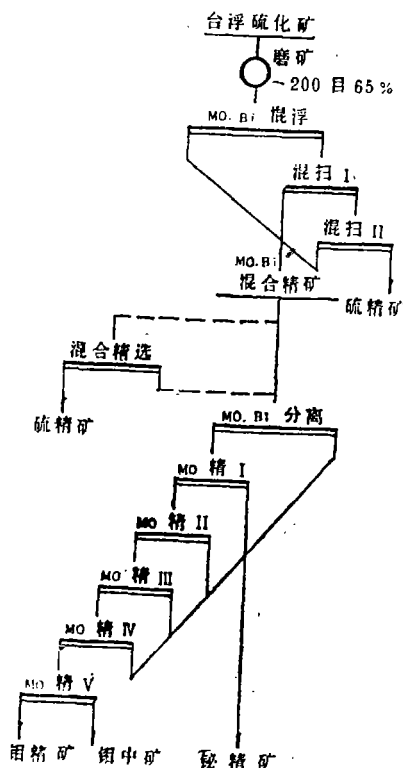 台浮硫化矿
磨矿
-200 目 65%
MO.Bi 混浮
混扫 I
混扫 II
MO.Bi
混合精矿
硫精矿
混合精选
硫精矿
MO.Bi 分离
MO 精 I
MO 精 II
MO 精 III
MO 精 IV
MO 精 V
钼精矿 钼中矿 铋精矿